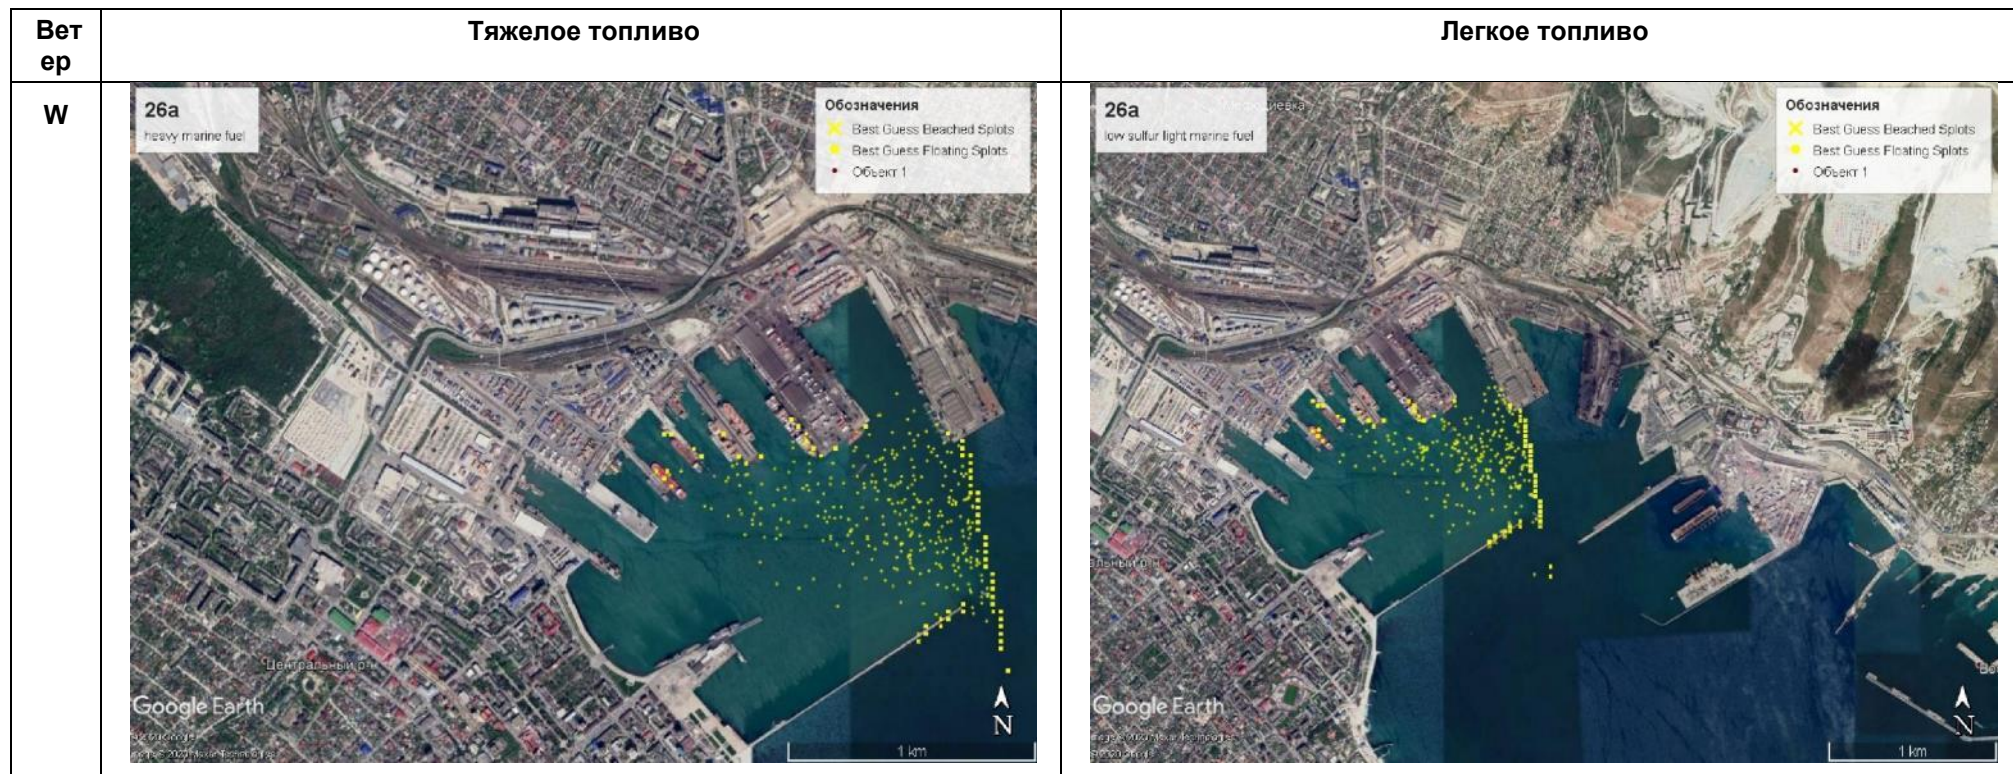 Вет
ер
Тяжелое топливо
Легкое топливо
W
26a
heavy marine fuel
Обозначения
Best Guess Beached Splots
Best Guess Floating Splots
Объект 1
Центральный р-н
Google Earth
N
1 km
26a
low sulfur light marine fuel
Обозначения
Best Guess Beached Splots
Best Guess Floating Splots
Объект 1
Google Earth
N
1 km